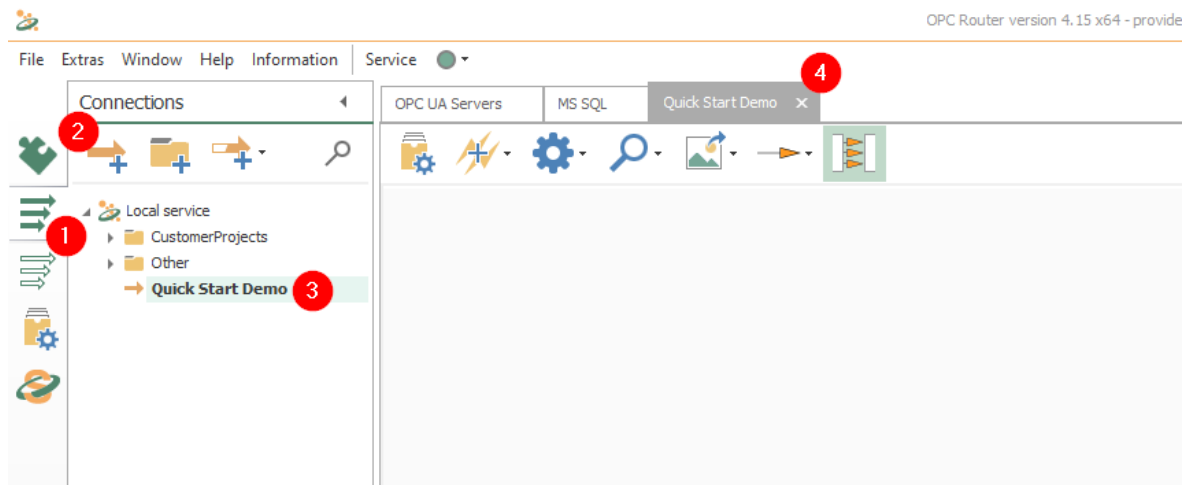 OPC Router version 4.15 x64 - provide
File Extras Window Help Information Service
4
Connections
OPC UA Servers MS SQL Quick Start Demo
2
Local service
1
CustomerProjects
Other
Quick Start Demo 3